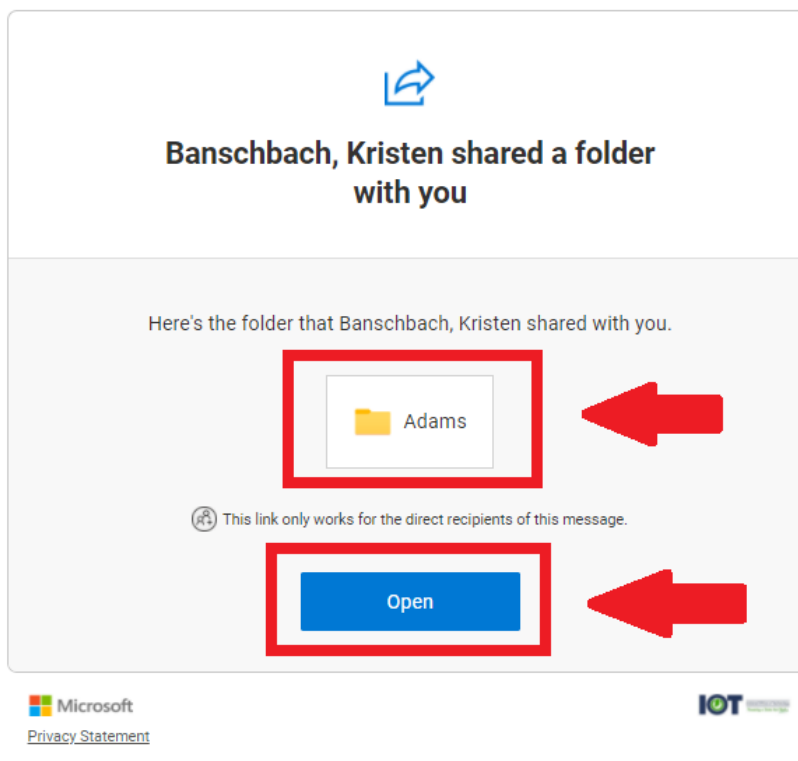 Banschbach, Kristen shared a folder
with you
Here's the folder that Banschbach, Kristen shared with you.
Adams
This link only works for the direct recipients of this message.
Open
Microsoft
IOT
Privacy Statement